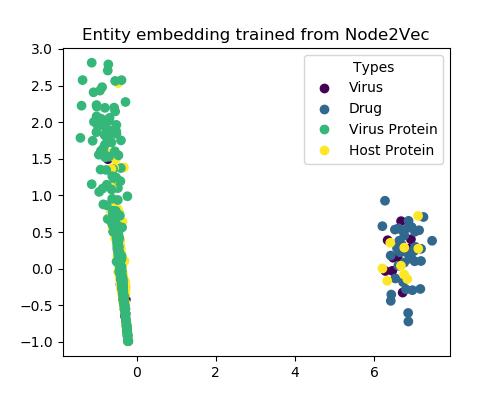 Entity embedding trained from Node2Vec
Types
Virus
Drug
Virus Protein
Host Protein
3.0
2.5
2.0
1.5
1.0
0.5
0.0
−0.5
−1.0
0 2 4 6